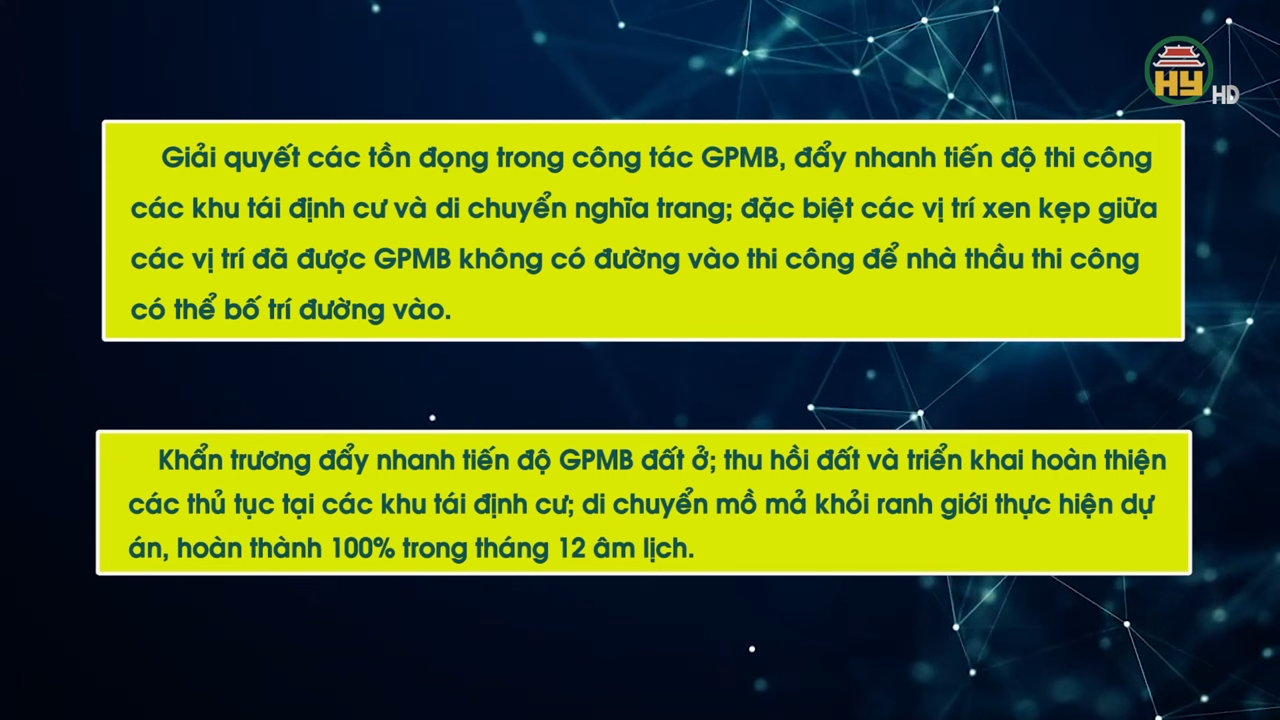 HY HD
Giải quyết các tồn đọng trong công tác GPMB, đẩy nhanh tiến độ thi công
các khu tái định cư và di chuyển nghĩa trang; đặc biệt các vị trí xen kẹp giữa
các vị trí đã được GPMB không có đường vào thi công để nhà thầu thi công
có thể bố trí đường vào.
Khẩn trương đẩy nhanh tiến độ GPMB đất ở; thu hồi đất và triển khai hoàn thiện
các thủ tục tại các khu tái định cư; di chuyển mồ mả khỏi ranh giới thực hiện dự
án, hoàn thành 100% trong tháng 12 âm lịch.